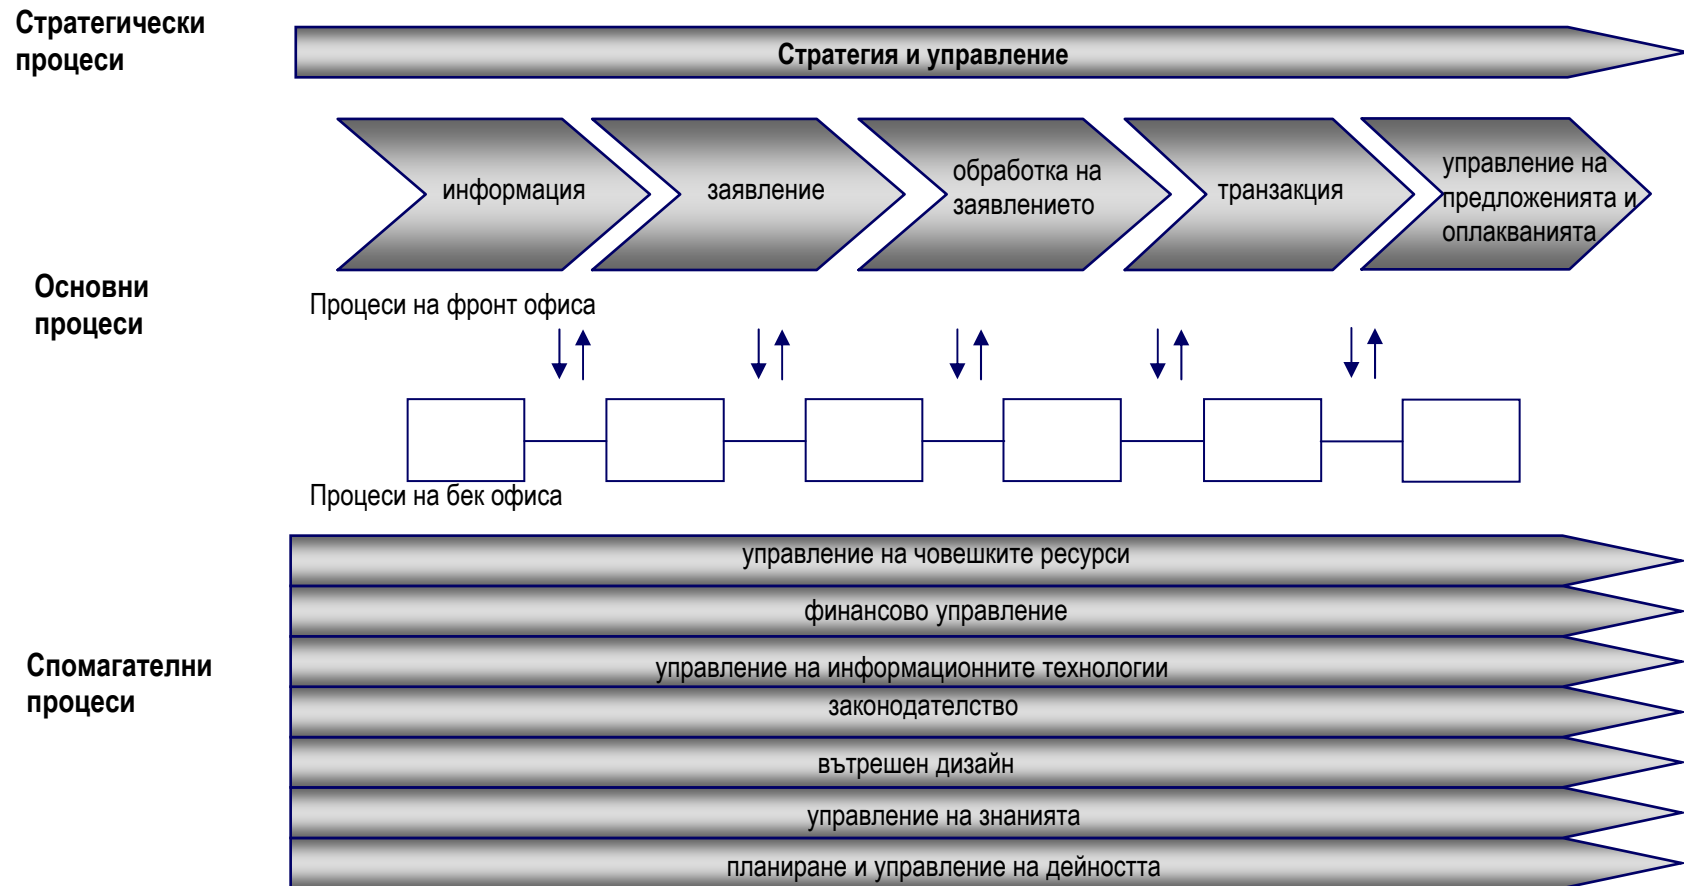 Стратегически
процеси
Стратегия и управление
информация
заявление
обработка на
заявлението
транзакция
управление на
предложенията и
оплакванията
Основни
процеси
Процеси на фронт офиса
Процеси на бек офиса
Спомагателни
процеси
управление на човешките ресурси
финансово управление
управление на информационните технологии
законодателство
вътрешен дизайн
управление на знанията
планиране и управление на дейността